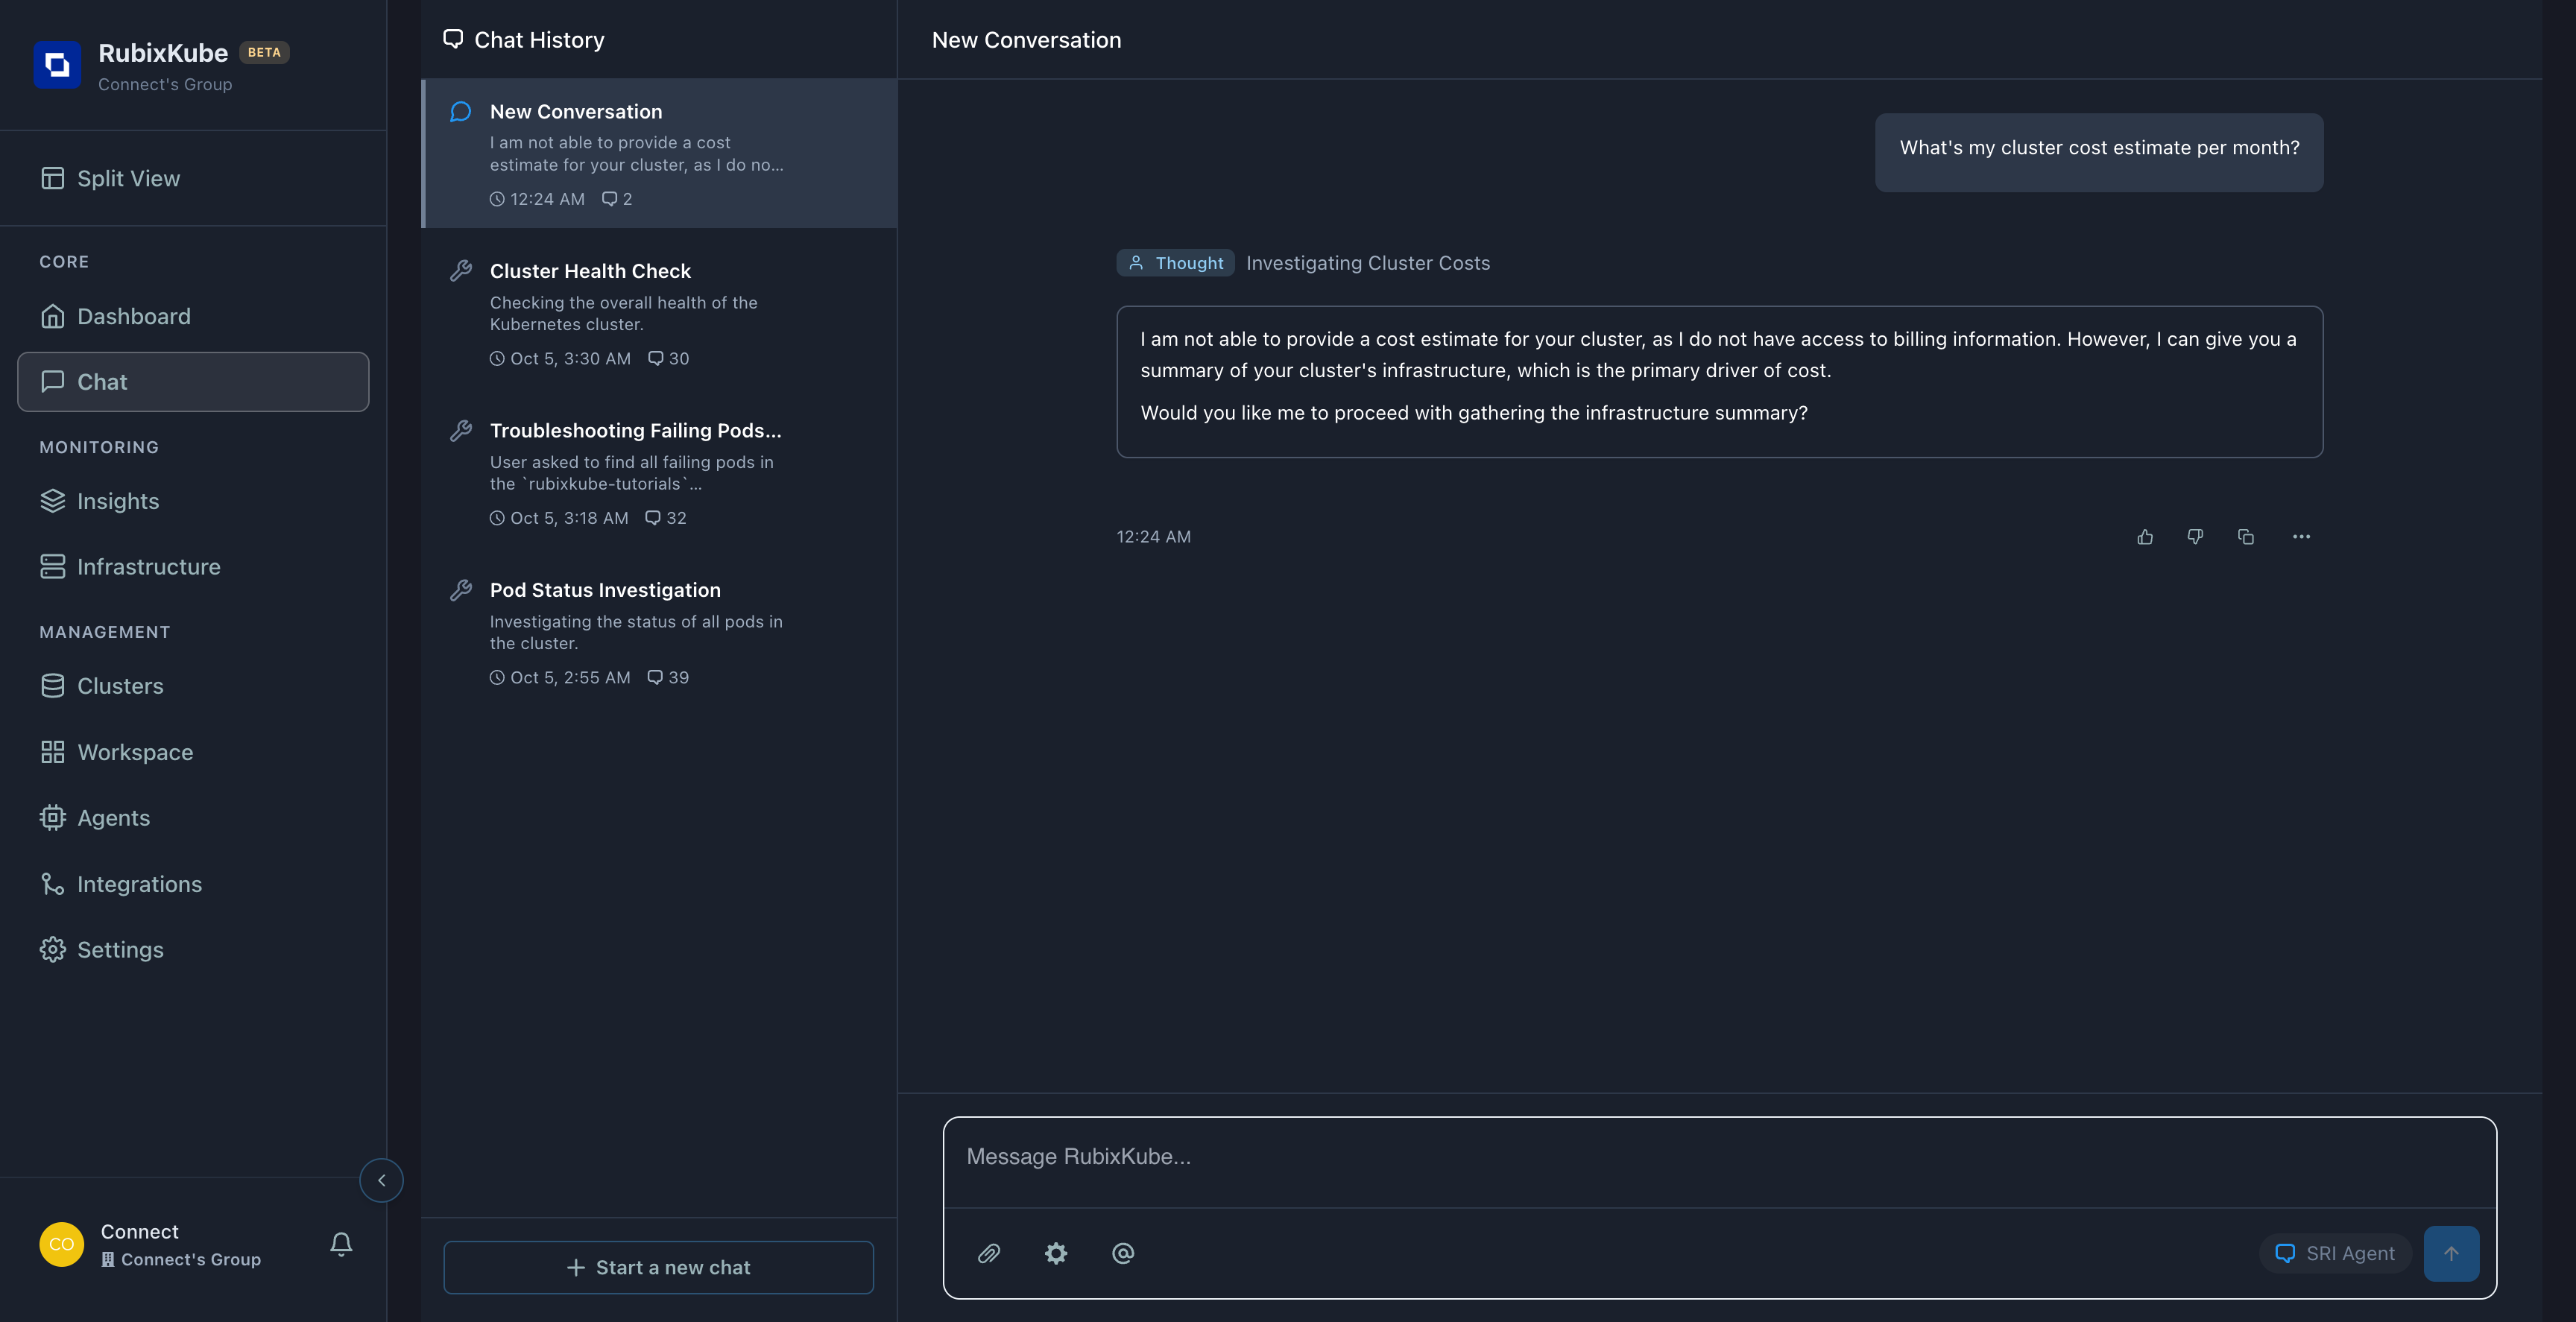 RubixKube BETA
Connect's Group
Split View
CORE
Dashboard
Chat
MONITORING
Insights
Infrastructure
MANAGEMENT
Clusters
Workspace
Agents
Integrations
Settings
CO
Connect
Connect's Group
Chat History
New Conversation
I am not able to provide a cost
estimate for your cluster, as I do no...
12:24 AM 2
Cluster Health Check
Checking the overall health of the
Kubernetes cluster.
Oct 5, 3:30 AM 30
Troubleshooting Failing Pods...
User asked to find all failing pods in
the `rubixkube-tutorials`...
Oct 5, 3:18 AM 32
Pod Status Investigation
Investigating the status of all pods in
the cluster.
Oct 5, 2:55 AM 39
+ Start a new chat
New Conversation
What's my cluster cost estimate per month?
Thought Investigating Cluster Costs
I am not able to provide a cost estimate for your cluster, as I do not have access to billing information. However, I can give you a
summary of your cluster's infrastructure, which is the primary driver of cost.
Would you like me to proceed with gathering the infrastructure summary?
12:24 AM
Message RubixKube...
SRI Agent